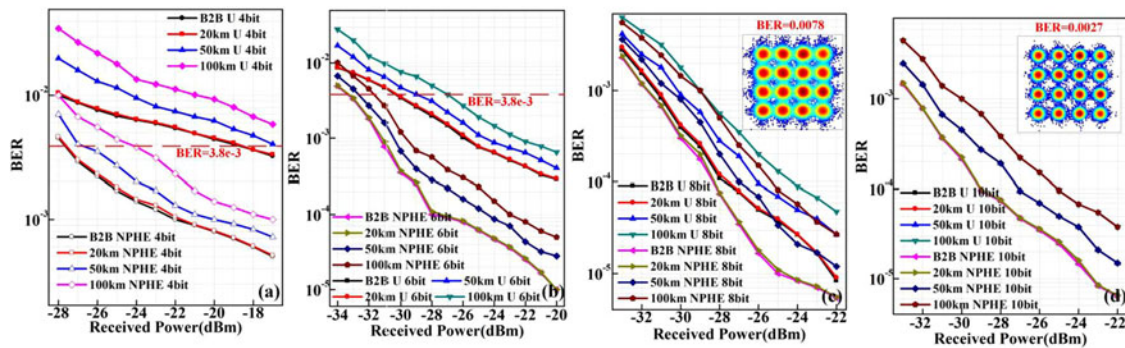 B2B U 4bit
20km U 4bit
50km U 4bit
100km U 4bit
10^-2
10^-3
BER
BER=3.8e-3
B2B NPHE 4bit
20km NPHE 4bit
50km NPHE 4bit
100km NPHE 4bit
(a)
-28 -26 -24 -22 -20 -18
Received Power(dBm)
10^-2
10^-3
10^-4
10^-5
BER
BER=3.8e-3
B2B NPHE 6bit
20km NPHE 6bit
50km NPHE 6bit
100km NPHE 6bit
B2B U 6bit
50km U 6bit
20km U 6bit
100km U 6bit
(b)
-34 -32 -30 -28 -26 -24 -22 -20
Received Power(dBm)
BER=0.0078
10^-3
10^-4
10^-5
BER
B2B U 8bit
20km U 8bit
50km U 8bit
100km U 8bit
B2B NPHE 8bit
20km NPHE 8bit
50km NPHE 8bit
100km NPHE 8bit
(c)
-32 -30 -28 -26 -24 -22
Received Power(dBm)
BER=0.0027
10^-2
10^-3
10^-4
10^-5
BER
B2B U 10bit
20km U 10bit
50km U 10bit
100km U 10bit
B2B NPHE 10bit
20km NPHE 10bit
50km NPHE 10bit
100km NPHE 10bit
(d)
-32 -30 -28 -26 -24 -22
Received Power(dBm)